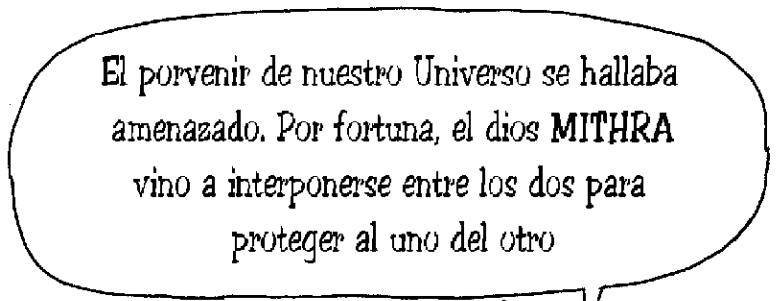 El porvenir de nuestro Universo se hallaba
amenazado. Por fortuna, el dios MITHRA
vino a interponerse entre los dos para
proteger al uno del otro